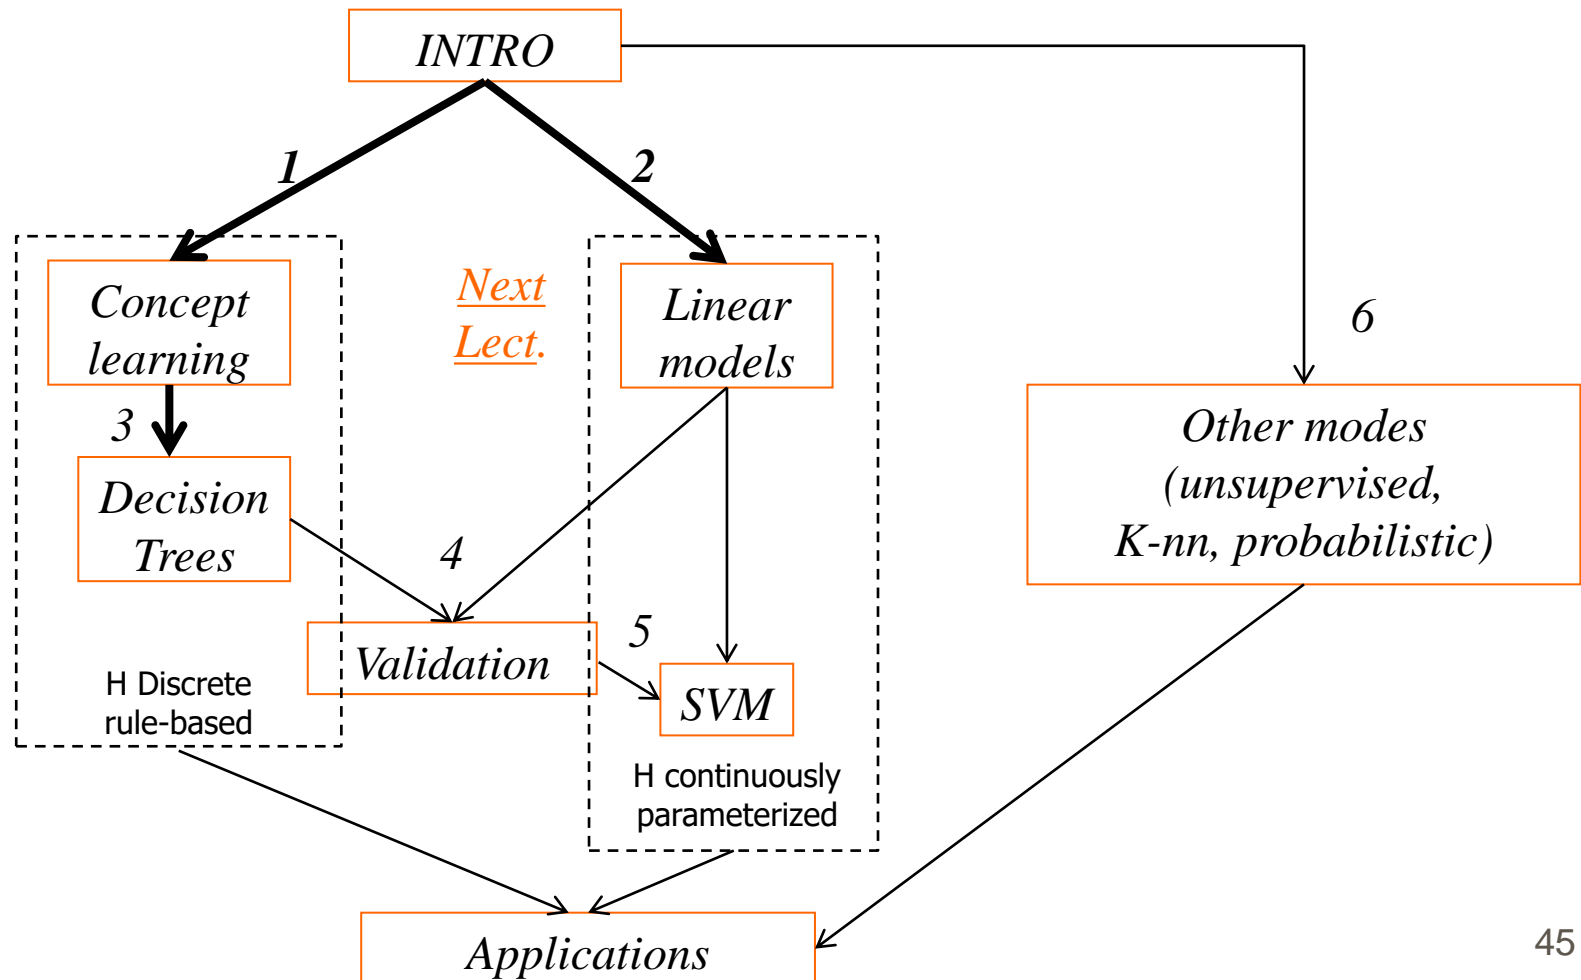 INTRO
1
2
Concept
learning
Next
Lect.
Linear
models
6
3
Decision
Trees
Other modes
(unsupervised,
K-nn, probabilistic)
4
Validation
5
SVM
H Discrete
rule-based
H continuously
parameterized
Applications
45